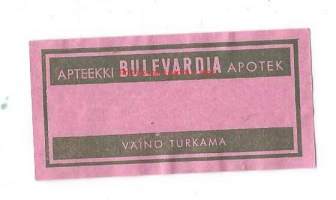 APTEEKKI BULEVARDIA APOTEK
VÄINÖ TURKAMA